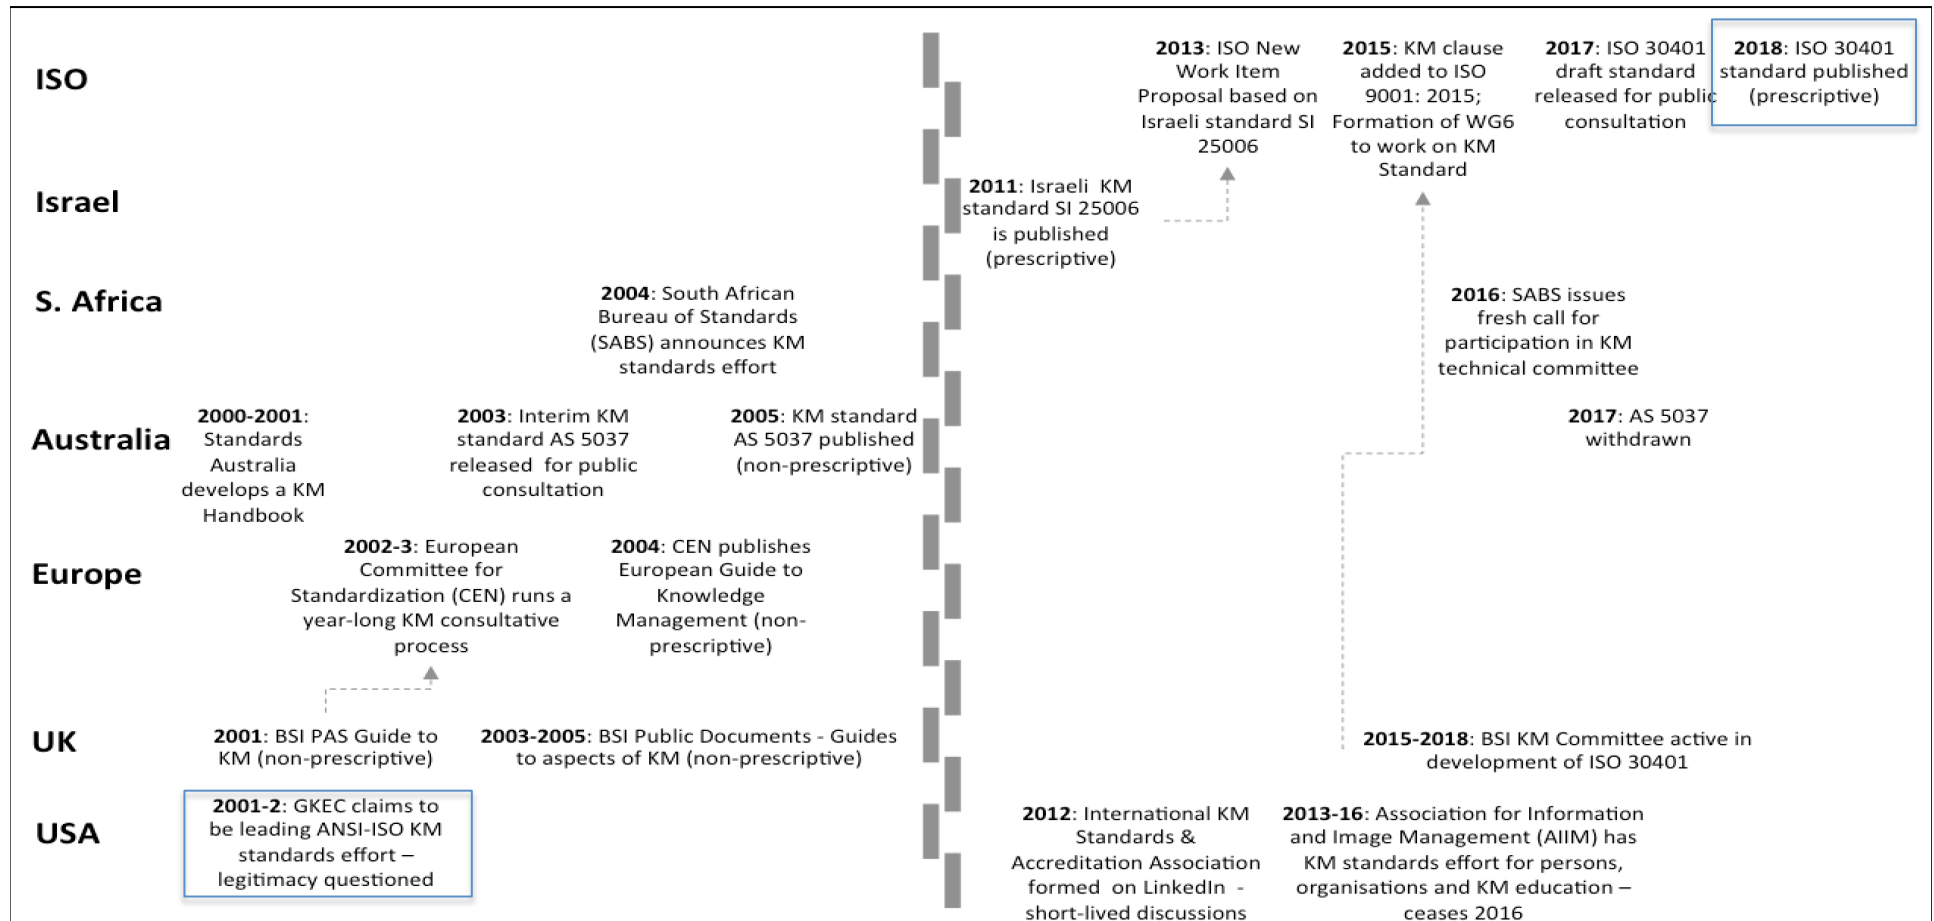 ISO
2013: ISO New
Work Item
Proposal based on
Israeli standard SI
25006
2015: KM clause
added to ISO
9001: 2015;
Formation of WG6
to work on KM
Standard
2017: ISO 30401
draft standard
released for public
consultation
2018: ISO 30401
standard published
(prescriptive)
Israel
2011: Israeli KM
standard SI 25006
is published
(prescriptive)
S. Africa
2004: South African
Bureau of Standards
(SABS) announces KM
standards effort
2016: SABS issues
fresh call for
participation in KM
technical committee
Australia
2000-2001:
Standards
Australia
develops a KM
Handbook
2003: Interim KM
standard AS 5037
released for public
consultation
2005: KM standard
AS 5037 published
(non-prescriptive)
2017: AS 5037
withdrawn
Europe
2002-3: European
Committee for
Standardization (CEN) runs a
year-long KM consultative
process
2004: CEN publishes
European Guide to
Knowledge
Management (non-
prescriptive)
UK
2001: BSI PAS Guide to
KM (non-prescriptive)
2003-2005: BSI Public Documents - Guides
to aspects of KM (non-prescriptive)
2015-2018: BSI KM Committee active in
development of ISO 30401
USA
2001-2: GKEC claims to
be leading ANSI-ISO KM
standards effort –
legitimacy questioned
2012: International KM
Standards &
Accreditation Association
formed on LinkedIn -
short-lived discussions
2013-16: Association for Information
and Image Management (AIIM) has
KM standards effort for persons,
organisations and KM education –
ceases 2016